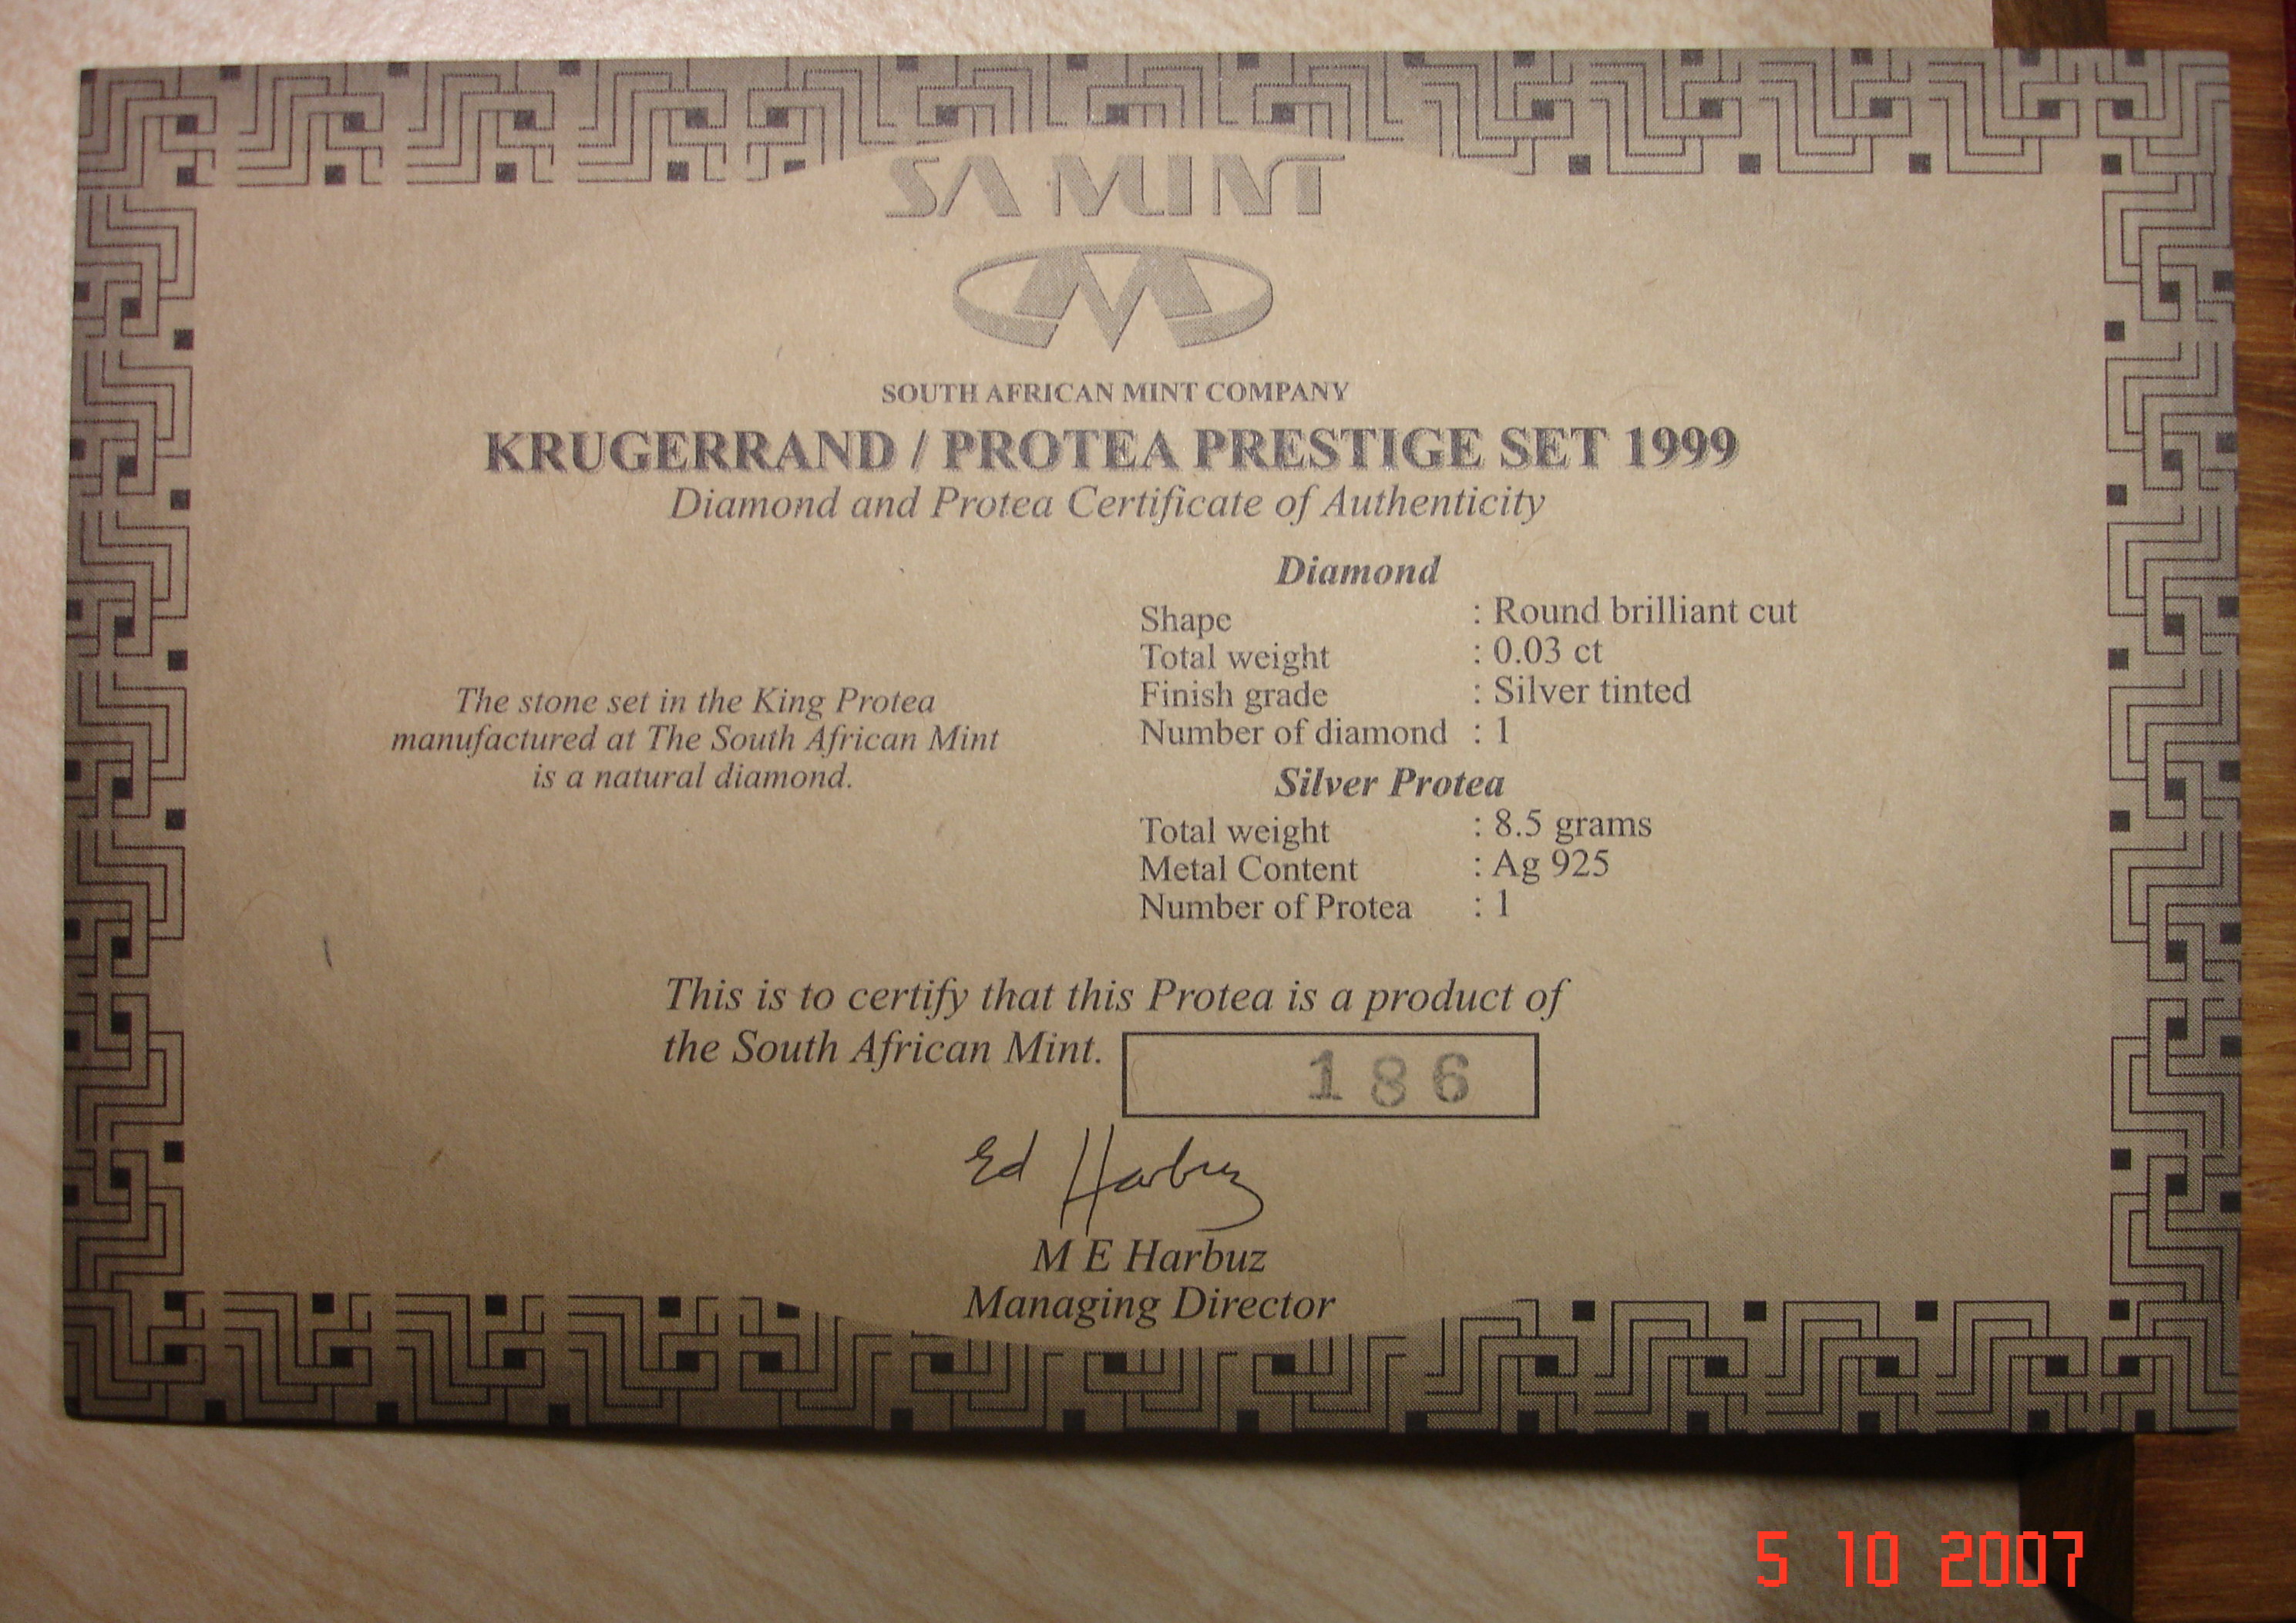 SA MINT
SOUTH AFRICAN MINT COMPANY
KRUGERRAND / PROTEA PRESTIGE SET 1999
Diamond and Protea Certificate of Authenticity
The stone set in the King Protea
manufactured at The South African Mint
is a natural diamond.
Diamond
Shape : Round brilliant cut
Total weight : 0.03 ct
Finish grade : Silver tinted
Number of diamond : 1
Silver Protea
Total weight : 8.5 grams
Metal Content : Ag 925
Number of Protea : 1
This is to certify that this Protea is a product of
the South African Mint.
186
Ed Harbuz
M E Harbuz
Managing Director
5 10 2007